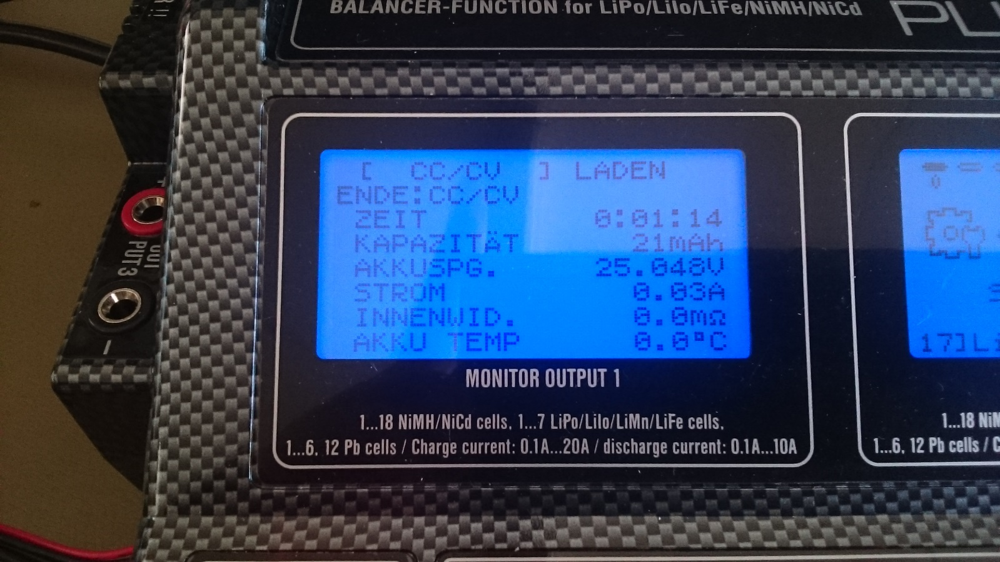 R!!
BALANCER-FUNCTION for LiPo/LiIo/LiFe/NiMH/NiCd
PL
[ CC/CV ] LADEN
ENDE:CC/CV
ZEIT 0:01:14
KAPAZITÄT 21mAh
AKKUSPG. 25.048V
STROM 0.03A
INNENWID. 0.0mΩ
AKKU TEMP 0.0°C
MONITOR OUTPUT 1
1...18 NiMH/NiCd cells, 1...7 LiPo/LiIo/LiMn/LiFe cells,
1...6, 12 Pb cells / Charge current: 0.1A...20A / discharge current: 0.1A...10A
0
17]Li
1...18 NiM
1...6, 12 Pb cells / C
+
OUT
PUT 3
–